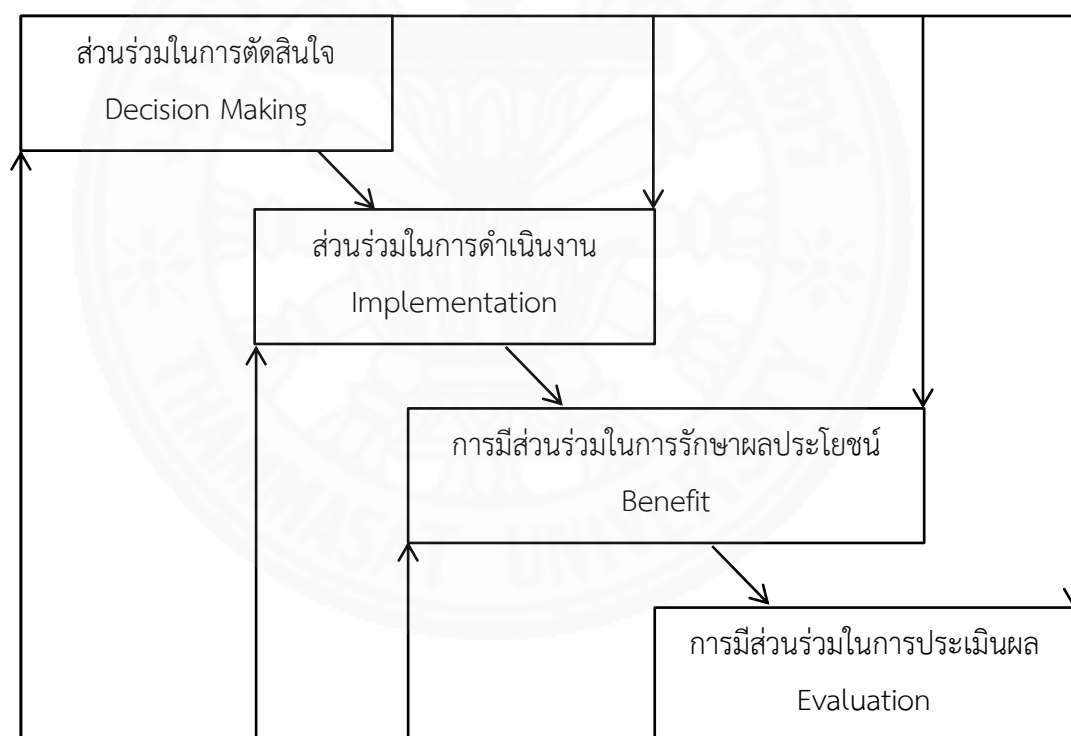 ส่วนร่วมในการตัดสินใจ
Decision Making
ส่วนร่วมในการดำเนินงาน
Implementation
การมีส่วนร่วมในการรักษาผลประโยชน์
Benefit
การมีส่วนร่วมในการประเมินผล
Evaluation
THAMMASAT UNIVERSITY